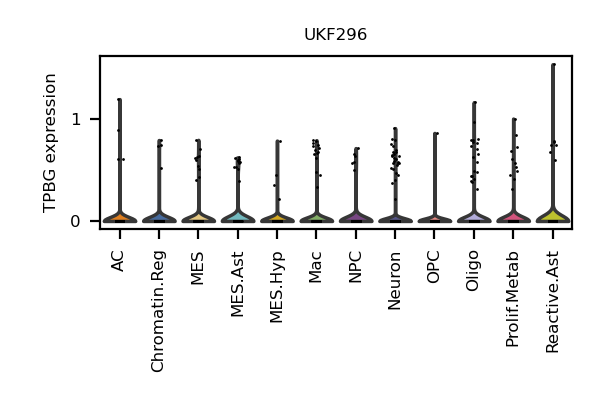 UKF296
TPBG expression
1
0
AC
Chromatin.Reg
MES
MES.Ast
MES.Hyp
Mac
NPC
Neuron
OPC
Oligo
Prolif.Metab
Reactive.Ast